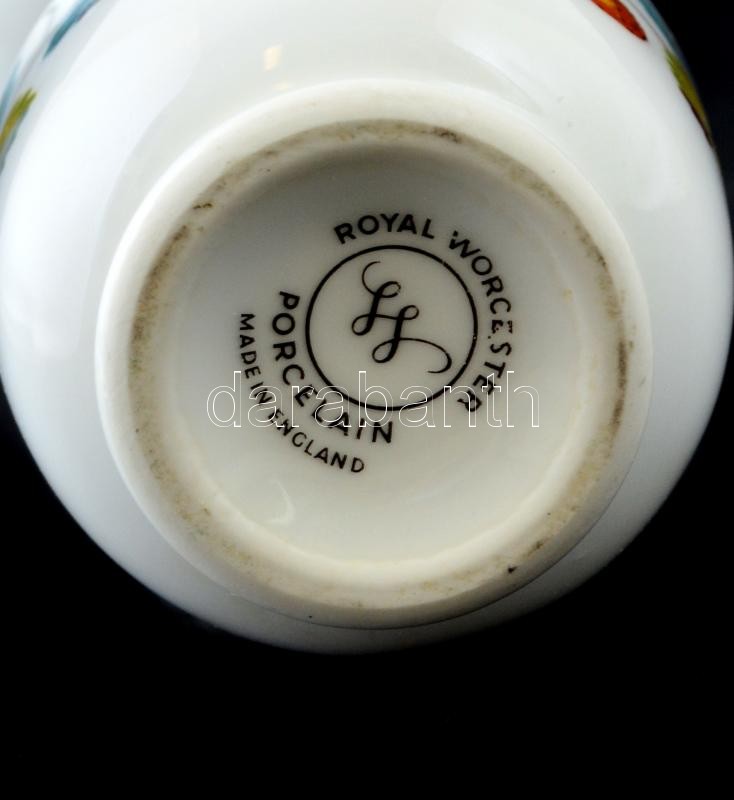 ROYAL WORCESTER
PORCELAIN
MADE IN ENGLAND
darabanth